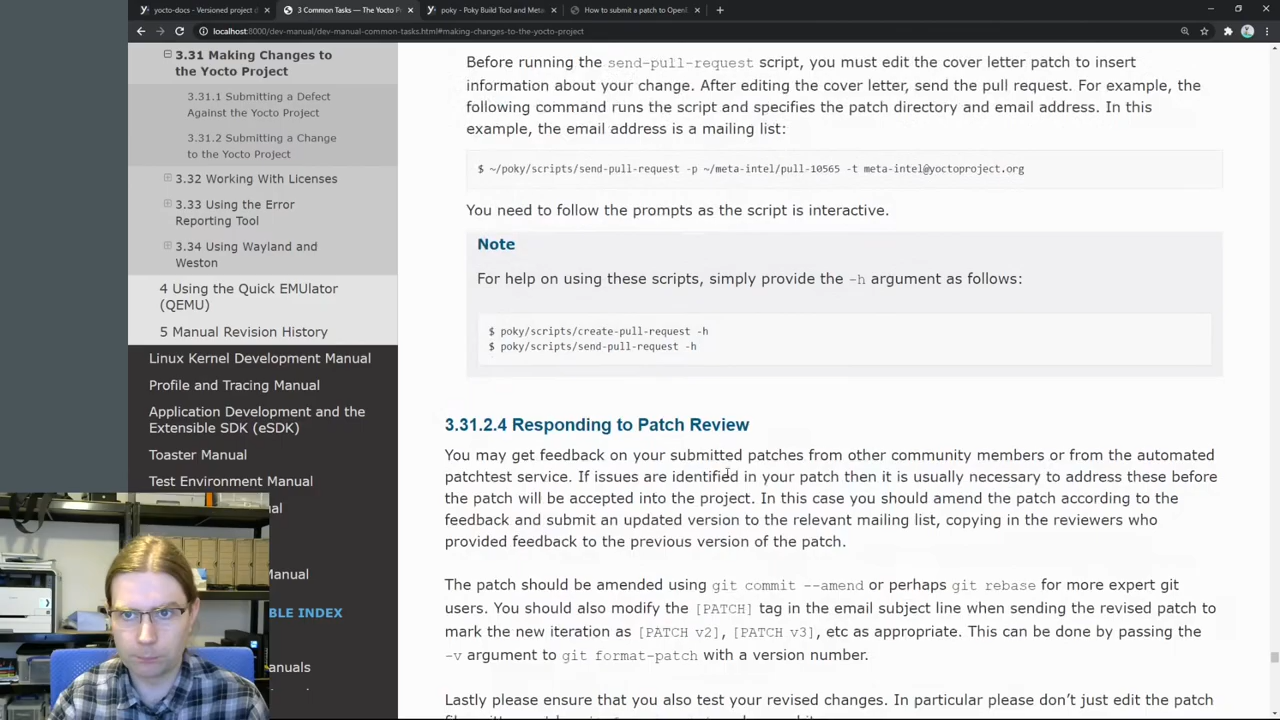 yocto-docs - Versioned project d
3 Common Tasks — The Yocto P
poky - Poky Build Tool and Meta
How to submit a patch to OpenE
localhost:8000/dev-manual/dev-manual-common-tasks.html#making-changes-to-the-yocto-project
3.31 Making Changes to
the Yocto Project
3.31.1 Submitting a Defect
Against the Yocto Project
3.31.2 Submitting a Change
to the Yocto Project
3.32 Working With Licenses
3.33 Using the Error
Reporting Tool
3.34 Using Wayland and
Weston
4 Using the Quick EMUlator
(QEMU)
5 Manual Revision History
Linux Kernel Development Manual
Profile and Tracing Manual
Application Development and the
Extensible SDK (eSDK)
Toaster Manual
Test Environment Manual
Manual
BLE INDEX
anuals
Before running the send-pull-request script, you must edit the cover letter patch to insert
information about your change. After editing the cover letter, send the pull request. For example, the
following command runs the script and specifies the patch directory and email address. In this
example, the email address is a mailing list:
$ ~/poky/scripts/send-pull-request -p ~/meta-intel/pull-10565 -t meta-intel@yoctoproject.org
You need to follow the prompts as the script is interactive.
Note
For help on using these scripts, simply provide the -h argument as follows:
$ poky/scripts/create-pull-request -h
$ poky/scripts/send-pull-request -h
3.31.2.4 Responding to Patch Review
You may get feedback on your submitted patches from other community members or from the automated
patchtest service. If issues are identified in your patch then it is usually necessary to address these before
the patch will be accepted into the project. In this case you should amend the patch according to the
feedback and submit an updated version to the relevant mailing list, copying in the reviewers who
provided feedback to the previous version of the patch.
The patch should be amended using git commit --amend or perhaps git rebase for more expert git
users. You should also modify the [PATCH] tag in the email subject line when sending the revised patch to
mark the new iteration as [PATCH v2], [PATCH v3], etc as appropriate. This can be done by passing the
-v argument to git format-patch with a version number.
Lastly please ensure that you also test your revised changes. In particular please don't just edit the patch